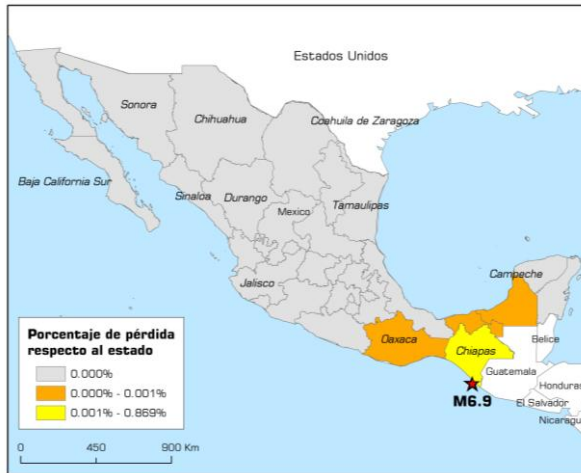 Estados Unidos
Sonora
Chihuahua
Coahuila de Zaragoza
Baja California Sur
Sinaloa
Durango
Mexico
Tamaulipas
Jalisco
Campeche
Oaxaca
Chiapas
Belice
Guatemala
Honduras
El Salvador
Nicaragu
M6.9
Porcentaje de pérdida
respecto al estado
0.000%
0.000% - 0.001%
0.001% - 0.869%
0 450 900 Km